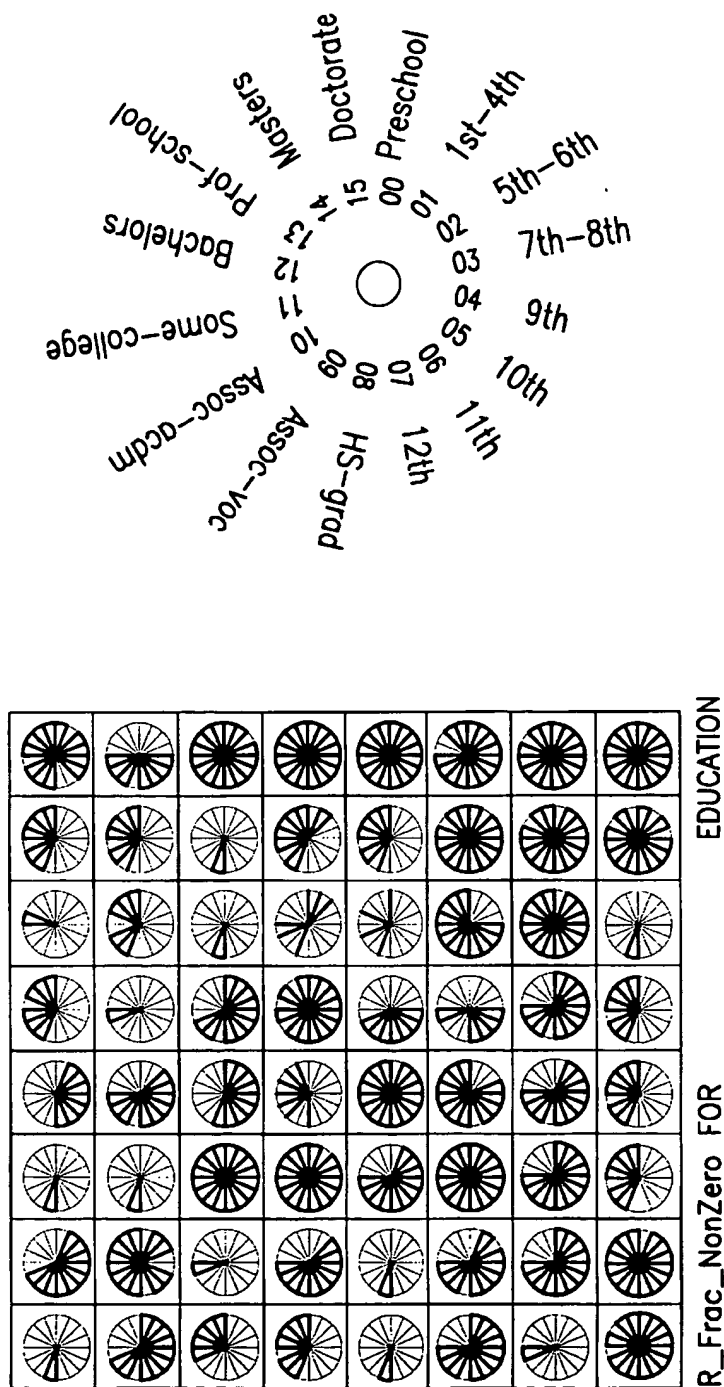 Preschool
1st-4th
5th-6th
7th-8th
9th
10th
11th
12th
HS-grad
Assoc-voc
Assoc-acdm
Some-college
Bachelors
Prof-school
Masters
Doctorate
00
01
02
03
04
05
06
07
08
09
10
11
12
13
14
15
R_Frac_NonZero FOR EDUCATION